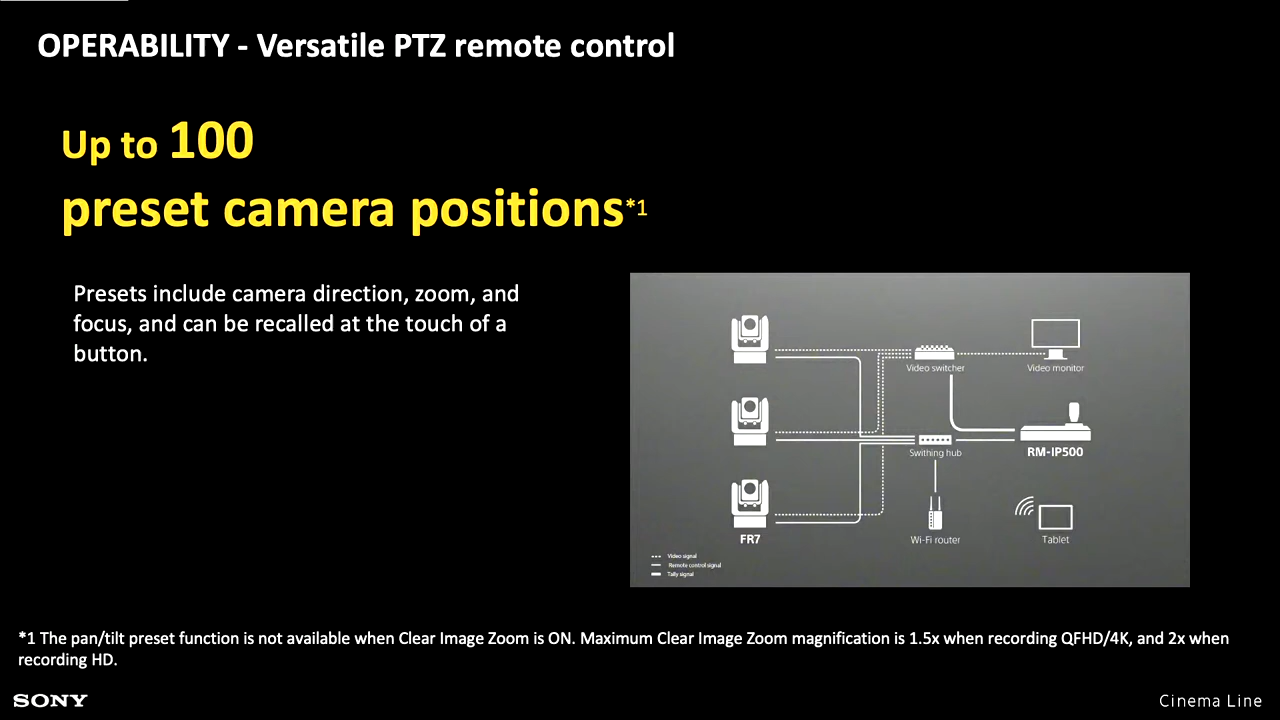 OPERABILITY - Versatile PTZ remote control
Up to 100
preset camera positions*1
Presets include camera direction, zoom, and
focus, and can be recalled at the touch of a
button.
Video switcher
Video monitor
Swithing hub
RM-IP500
FR7
Wi-Fi router
Tablet
Video signal
Remote control signal
Tally signal
*1 The pan/tilt preset function is not available when Clear Image Zoom is ON. Maximum Clear Image Zoom magnification is 1.5x when recording QFHD/4K, and 2x when
recording HD.
SONY
Cinema Line